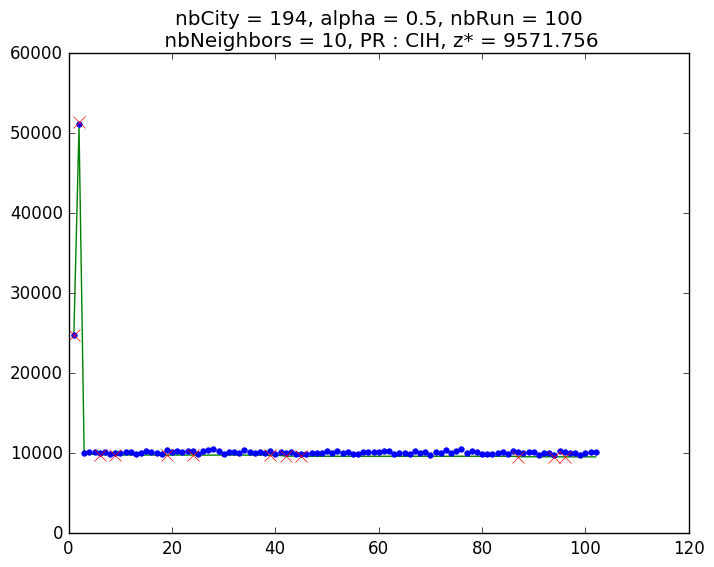 nbCity = 194, alpha = 0.5, nbRun = 100
nbNeighbors = 10, PR : CIH, z* = 9571.756
60000
50000
40000
30000
20000
10000
0
0 20 40 60 80 100 120